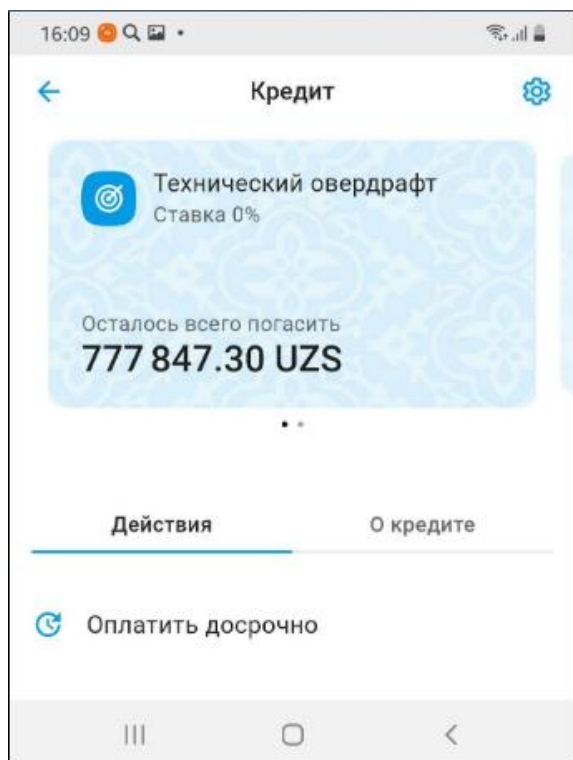 16:09
Кредит
Технический овердрафт
Ставка 0%
Осталось всего погасить
777 847.30 UZS
Действия
О кредите
Оплатить досрочно